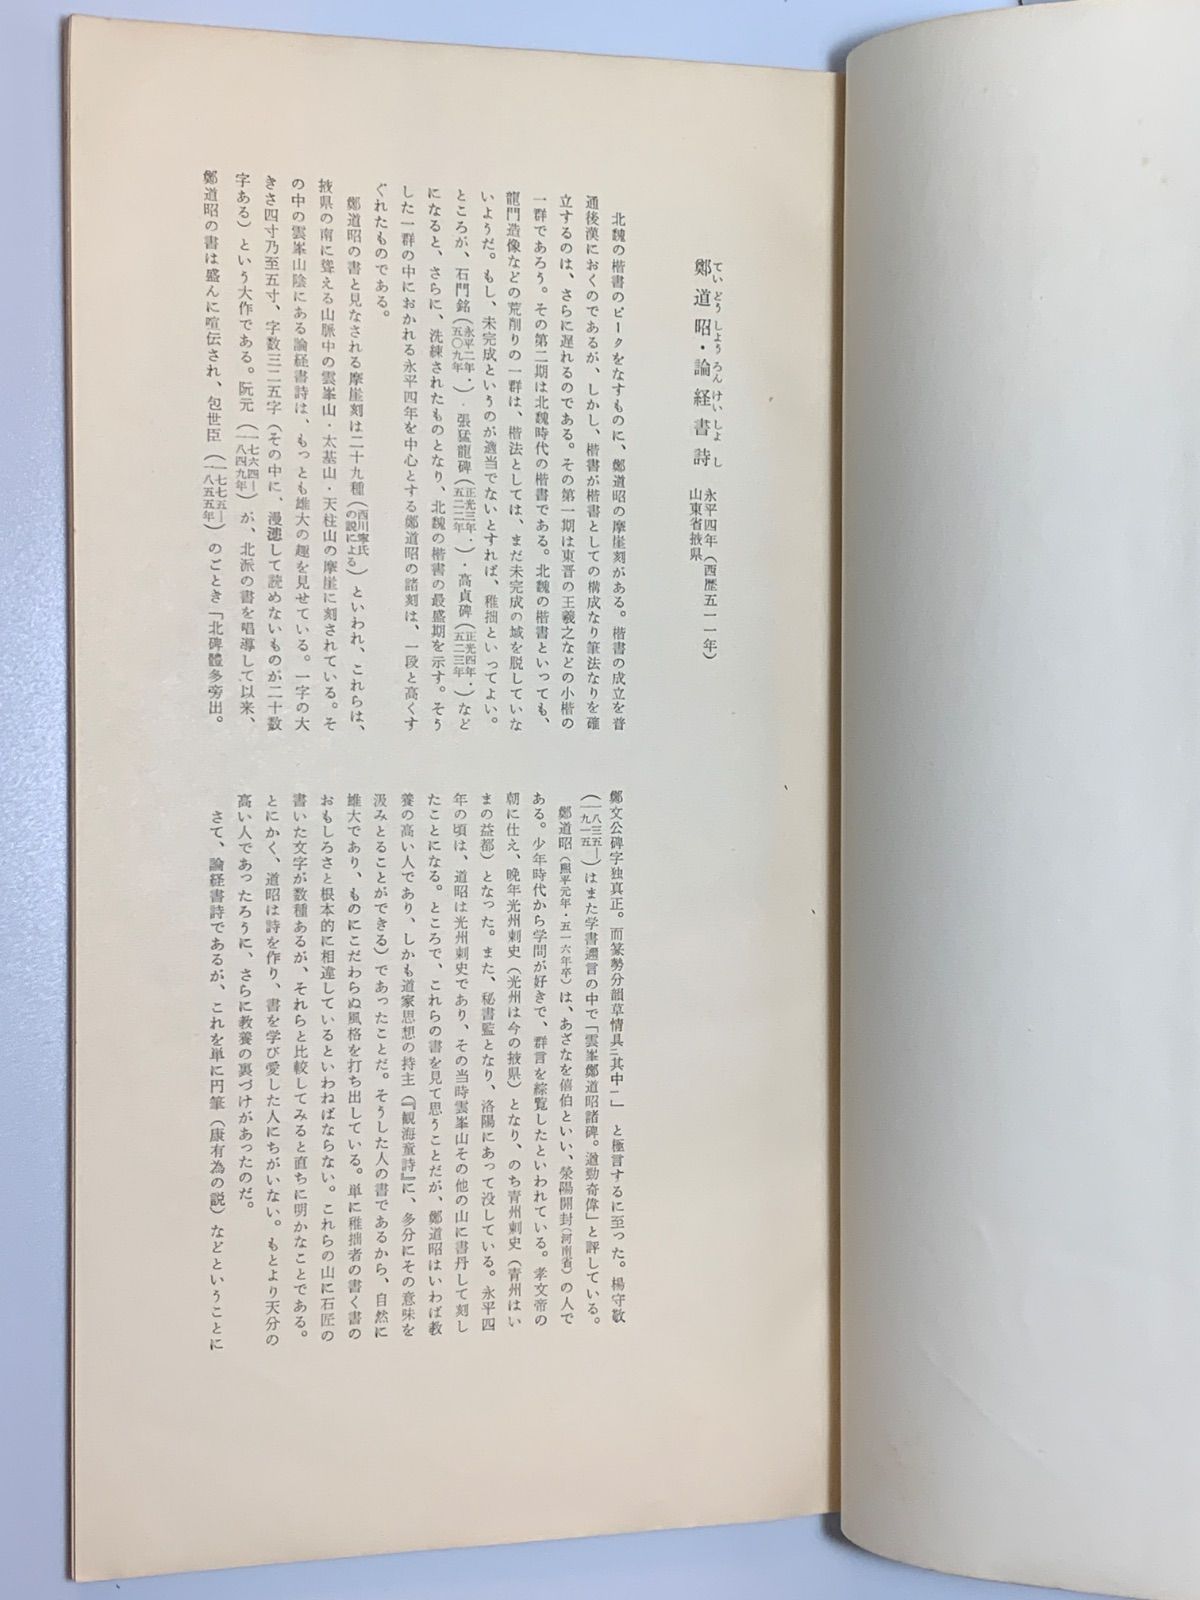 鄭道昭・論経書詩
てい どう しょう ろん けい しょ し
永平四年(西歴五一一年)
山東省掖県
北魏の楷書のピークをなすものに、鄭道昭の摩崖刻がある。楷書の成立を普
通後漢におくのであるが、しかし、楷書が楷書としての構成なり筆法なりを確
立するのは、さらに遅れるのである。その第一期は東晋の王羲之などの小楷の
一群であろう。その第二期は北魏時代の楷書である。北魏の楷書といっても、
龍門造像などの荒削りの一群は、楷法としては、まだ未完成の域を脱していな
いようだ。もし、未完成というのが適当でないとすれば、稚拙といってよい。
ところが、石門銘(永平二年・五〇九年)・張猛龍碑(正光三年・五二二年)・高貞碑(正光四年・五二三年)など
になると、さらに、洗練されたものとなり、北魏の楷書の最盛期を示す。そう
した一群の中におかれる永平四年を中心とする鄭道昭の諸刻は、一段と高くす
ぐれたものである。
鄭道昭の書と見なされる摩崖刻は二十九種(西川寧氏の説による)といわれ、これらは、
掖県の南に聳える山脈中の雲峯山・太基山・天柱山の摩崖に刻されている。そ
の中の雲峯山陰にある論経書詩は、もっとも雄大の趣を見せている。一字の大
きさ四寸乃至五寸、字数三二五字(その中に、漫漶して読めないものが二十数
字ある)という大作である。阮元(一七六四—一八四九年)が、北派の書を唱導して以来、
鄭道昭の書は盛んに喧伝され、包世臣(一七七五—一八五五年)のごとき「北碑體多旁出。
鄭文公碑字独真正。而篆勢分韻草情具ニ其中一」と極言するに至った。楊守敬
(一八三五—一九一五)はまた学書邇言の中で「雲峯鄭道昭諸碑。遒勁奇偉」と評している。
鄭道昭(熙平元年・五一六年卒)は、あざなを僖伯といい、滎陽開封(河南省)の人で
ある。少年時代から学問が好きで、群言を綜覧したといわれている。孝文帝の
朝に仕え、晩年光州刺史(光州は今の掖県)となり、のち青州刺史(青州はい
まの益都)となった。また、秘書監となり、洛陽にあって没している。永平四
年の頃は、道昭は光州刺史であり、その当時雲峯山その他の山に書丹して刻し
たことになる。ところで、これらの書を見て思うことだが、鄭道昭はいわば教
養の高い人であり、しかも道家思想の持主(『観海童詩』に、多分にその意味を
汲みとることができる)であったことだ。そうした人の書であるから、自然に
雄大であり、ものにこだわらぬ風格を打ち出している。単に稚拙者の書く書の
おもしろさと根本的に相違しているといわねばならない。これらの山に石匠の
書いた文字が数種あるが、それらと比較してみると直ちに明かなことである。
とにかく、道昭は詩を作り、書を学び愛した人にちがいない。もとより天分の
高い人であったろうに、さらに教養の裏づけがあったのだ。
さて、論経書詩であるが、これを単に円筆(康有為の説)などということに